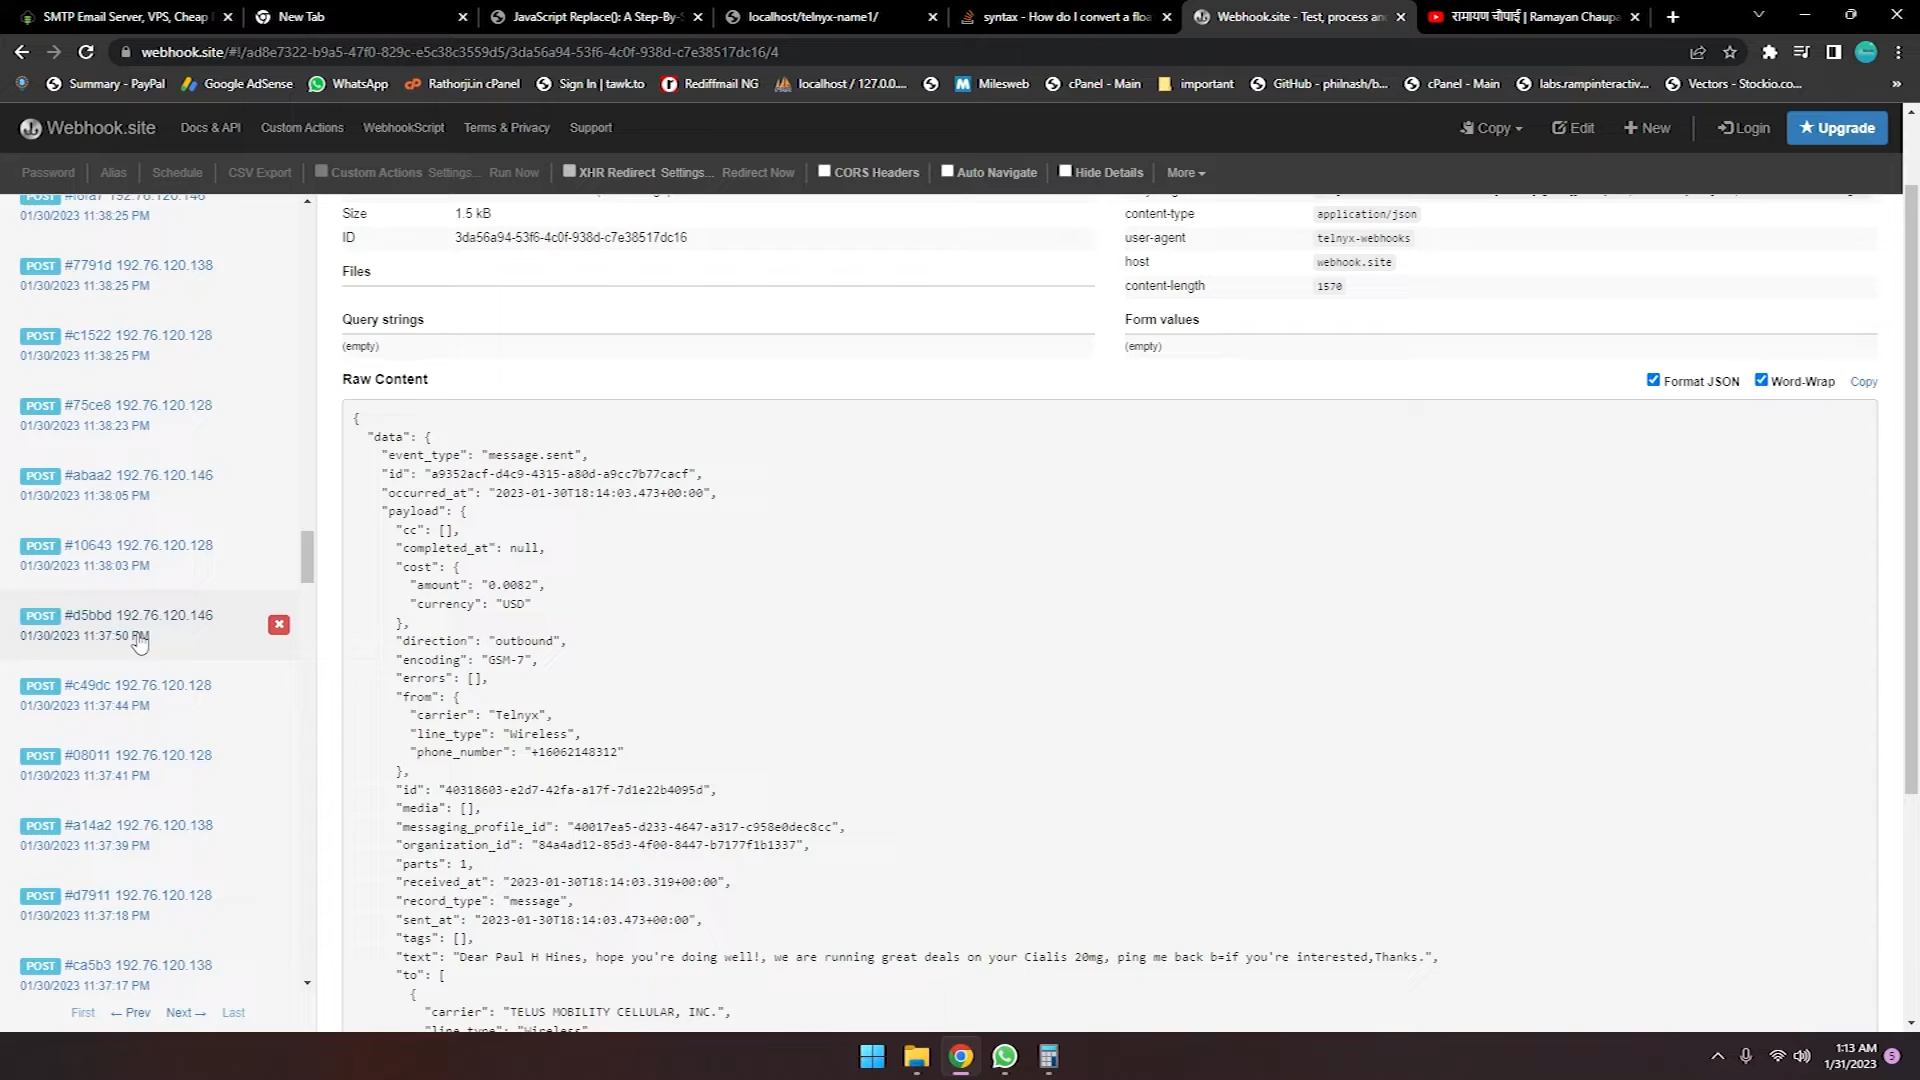 SMTP Email Server, VPS, Cheap
New Tab
JavaScript Replace(): A Step-By-S
localhost/telnyx-name1/
syntax - How do I convert a floa
Webhook.site - Test, process an
रामायण चौपाई | Ramayan Chaupa
webhook.site/#!/ad8e7322-b9a5-47f0-829c-e5c38c3559d5/3da56a94-53f6-4c0f-938d-c7e38517dc16/4
Summary - PayPal
Google AdSense
WhatsApp
Rathorji.in cPanel
Sign In | tawk.to
Rediffmail NG
localhost / 127.0.0....
Milesweb
cPanel - Main
important
GitHub - philnash/b...
cPanel - Main
labs.rampinteractiv...
Vectors - Stockio.co...
Webhook.site Docs & API Custom Actions WebhookScript Terms & Privacy Support Copy Edit New Login Upgrade
Password Alias Schedule CSV Export Custom Actions Settings... Run Now XHR Redirect Settings... Redirect Now CORS Headers Auto Navigate Hide Details More
01/30/2023 11:38:25 PM
POST #7791d 192.76.120.138
01/30/2023 11:38:25 PM
POST #c1522 192.76.120.128
01/30/2023 11:38:25 PM
POST #75ce8 192.76.120.128
01/30/2023 11:38:23 PM
POST #abaa2 192.76.120.146
01/30/2023 11:38:05 PM
POST #10643 192.76.120.128
01/30/2023 11:38:03 PM
POST #d5bbd 192.76.120.146
01/30/2023 11:37:50 PM
POST #c49dc 192.76.120.128
01/30/2023 11:37:44 PM
POST #08011 192.76.120.128
01/30/2023 11:37:41 PM
POST #a14a2 192.76.120.138
01/30/2023 11:37:39 PM
POST #d7911 192.76.120.128
01/30/2023 11:37:18 PM
POST #ca5b3 192.76.120.138
01/30/2023 11:37:17 PM
First ← Prev Next → Last
Size 1.5 kB
ID 3da56a94-53f6-4c0f-938d-c7e38517dc16
Files
Query strings
(empty)
content-type application/json
user-agent telnyx-webhooks
host webhook.site
content-length 1570
Form values
(empty)
Raw Content
Format JSON Word-Wrap Copy
{
"data": {
"event_type": "message.sent",
"id": "a9352acf-d4c9-4315-a80d-a9cc7b77cacf",
"occurred_at": "2023-01-30T18:14:03.473+00:00",
"payload": {
"cc": [],
"completed_at": null,
"cost": {
"amount": "0.0082",
"currency": "USD"
},
"direction": "outbound",
"encoding": "GSM-7",
"errors": [],
"from": {
"carrier": "Telnyx",
"line_type": "Wireless",
"phone_number": "+16062148312"
},
"id": "40318603-e2d7-42fa-a17f-7d1e22b4095d",
"media": [],
"messaging_profile_id": "40017ea5-d233-4647-a317-c958e0dec8cc",
"organization_id": "84a4ad12-85d3-4f00-8447-b7177f1b1337",
"parts": 1,
"received_at": "2023-01-30T18:14:03.319+00:00",
"record_type": "message",
"sent_at": "2023-01-30T18:14:03.473+00:00",
"tags": [],
"text": "Dear Paul H Hines, hope you're doing well!, we are running great deals on your Cialis 20mg, ping me back b=if you're interested,Thanks.",
"to": [
{
"carrier": "TELUS MOBILITY CELLULAR, INC.",
"line_type": "Wireless"
1:13 AM
1/31/2023
5